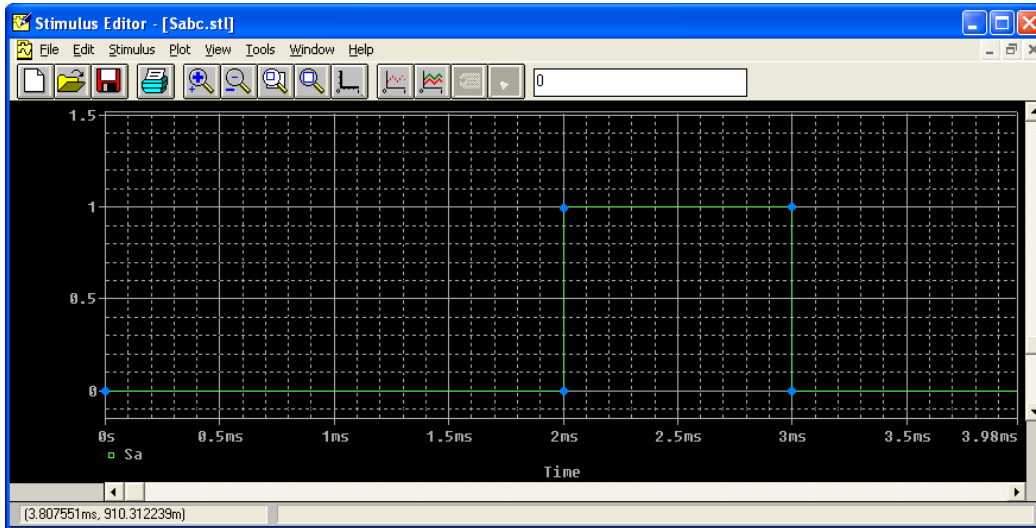 Stimulus Editor - [Sabc.stl]
File Edit Stimulus Plot View Tools Window Help
0
1.5
1
0.5
0
0s 0.5ms 1ms 1.5ms 2ms 2.5ms 3ms 3.5ms 3.98ms
Sa
Time
(3.807551ms, 910.312239m)